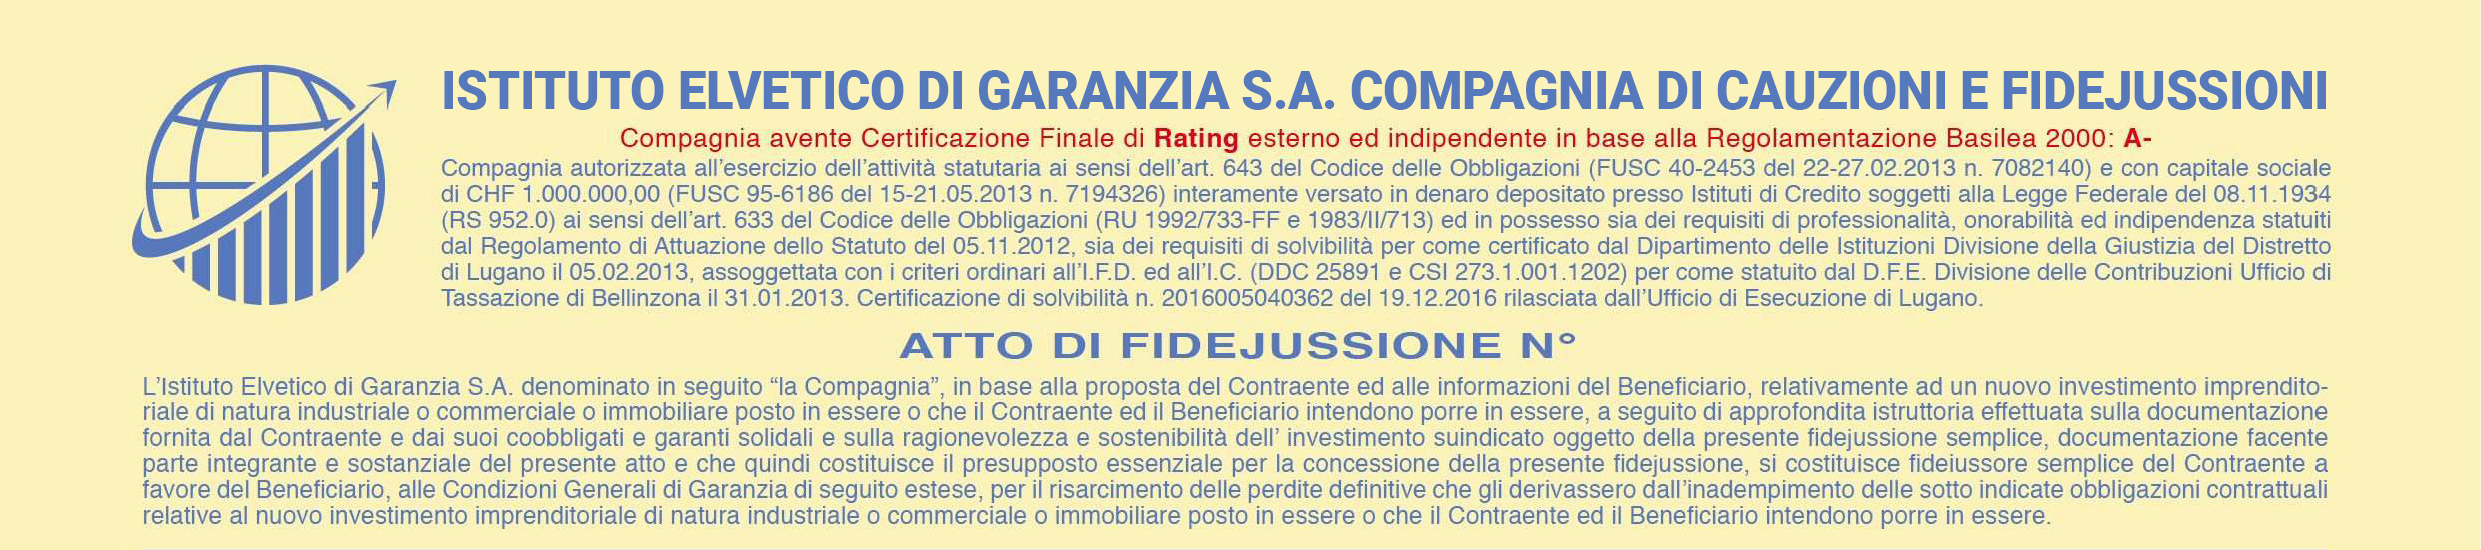 ISTITUTO ELVETICO DI GARANZIA S.A. COMPAGNIA DI CAUZIONI E FIDEJUSSIONI
Compagnia avente Certificazione Finale di Rating esterno ed indipendente in base alla Regolamentazione Basilea 2000: A-
Compagnia autorizzata all'esercizio dell'attività statutaria ai sensi dell'art. 643 del Codice delle Obbligazioni (FUSC 40-2453 del 22-27.02.2013 n. 7082140) e con capitale sociale
di CHF 1.000.000,00 (FUSC 95-6186 del 15-21.05.2013 n. 7194326) interamente versato in denaro depositato presso Istituti di Credito soggetti alla Legge Federale del 08.11.1934
(RS 952.0) ai sensi dell'art. 633 del Codice delle Obbligazioni (RU 1992/733-FF e 1983/II/713) ed in possesso sia dei requisiti di professionalità, onorabilità ed indipendenza statuiti
dal Regolamento di Attuazione dello Statuto del 05.11.2012, sia dei requisiti di solvibilità per come certificato dal Dipartimento delle Istituzioni Divisione della Giustizia del Distretto
di Lugano il 05.02.2013, assoggettata con i criteri ordinari all'I.F.D. ed all'I.C. (DDC 25891 e CSI 273.1.001.1202) per come statuito dal D.F.E. Divisione delle Contribuzioni Ufficio di
Tassazione di Bellinzona il 31.01.2013. Certificazione di solvibilità n. 2016005040362 del 19.12.2016 rilasciata dall'Ufficio di Esecuzione di Lugano.
ATTO DI FIDEJUSSIONE N°
L'Istituto Elvetico di Garanzia S.A. denominato in seguito “la Compagnia”, in base alla proposta del Contraente ed alle informazioni del Beneficiario, relativamente ad un nuovo investimento imprendito-
riale di natura industriale o commerciale o immobiliare posto in essere o che il Contraente ed il Beneficiario intendono porre in essere, a seguito di approfondita istruttoria effettuata sulla documentazione
fornita dal Contraente e dai suoi coobbligati e garanti solidali e sulla ragionevolezza e sostenibilità dell' investimento suindicato oggetto della presente fidejussione semplice, documentazione facente
parte integrante e sostanziale del presente atto e che quindi costituisce il presupposto essenziale per la concessione della presente fidejussione, si costituisce fideiussore semplice del Contraente a
favore del Beneficiario, alle Condizioni Generali di Garanzia di seguito estese, per il risarcimento delle perdite definitive che gli derivassero dall'inadempimento delle sotto indicate obbligazioni contrattuali
relative al nuovo investimento imprenditoriale di natura industriale o commerciale o immobiliare posto in essere o che il Contraente ed il Beneficiario intendono porre in essere.